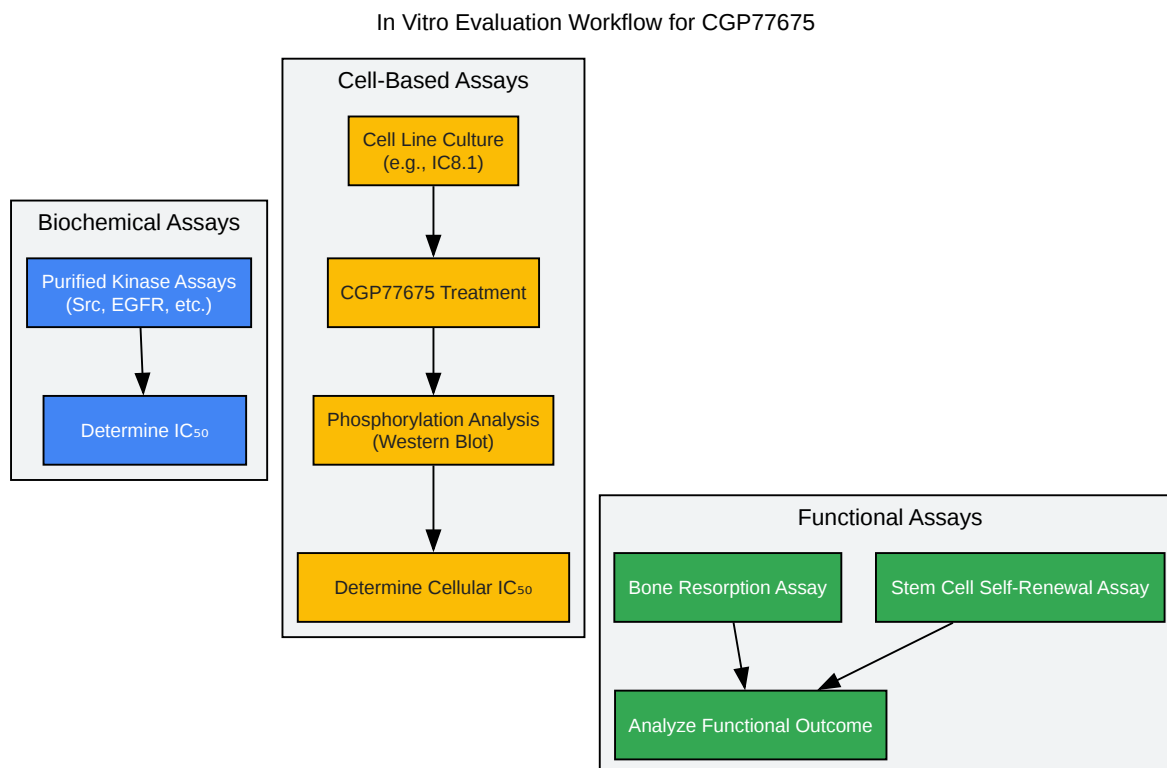 In Vitro Evaluation Workflow for CGP77675
Biochemical Assays
Purified Kinase Assays
(Src, EGFR, etc.)
Determine IC₅₀
Cell-Based Assays
Cell Line Culture
(e.g., IC8.1)
CGP77675 Treatment
Phosphorylation Analysis
(Western Blot)
Determine Cellular IC₅₀
Functional Assays
Bone Resorption Assay
Stem Cell Self-Renewal Assay
Analyze Functional Outcome